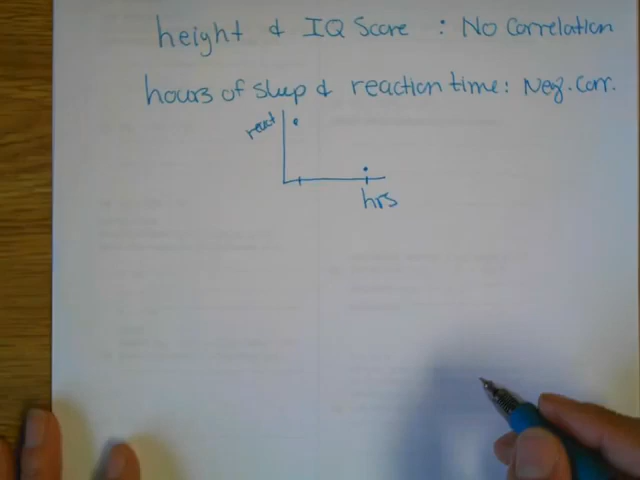 height & IQ Score : No Correlation
hours of sleep & reaction time: Neg. Corr.
react
hrs